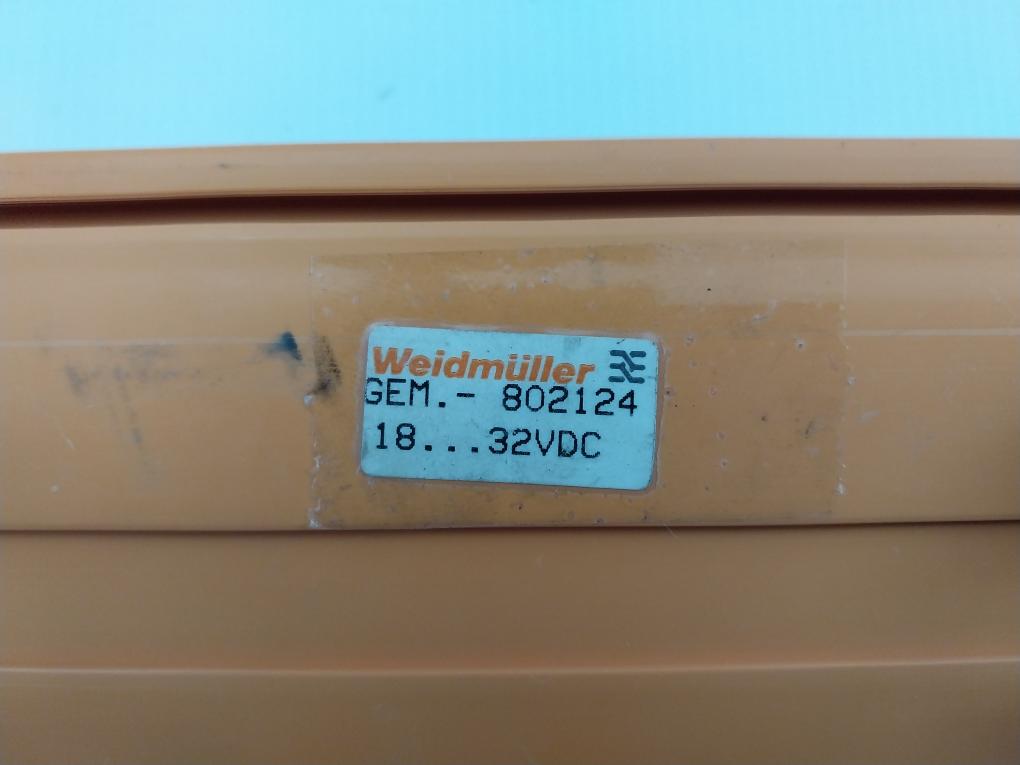 Weidmüller
GEM.- 802124
18...32VDC